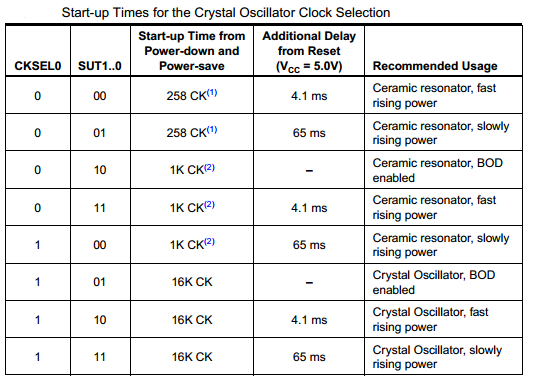 Start-up Times for the Crystal Oscillator Clock Selection
CKSEL0 SUT1..0 Start-up Time from Power-down and Power-save Additional Delay from Reset (VCC = 5.0V) Recommended Usage
0 00 258 CK(1) 4.1 ms Ceramic resonator, fast rising power
0 01 258 CK(1) 65 ms Ceramic resonator, slowly rising power
0 10 1K CK(2) – Ceramic resonator, BOD enabled
0 11 1K CK(2) 4.1 ms Ceramic resonator, fast rising power
1 00 1K CK(2) 65 ms Ceramic resonator, slowly rising power
1 01 16K CK – Crystal Oscillator, BOD enabled
1 10 16K CK 4.1 ms Crystal Oscillator, fast rising power
1 11 16K CK 65 ms Crystal Oscillator, slowly rising power